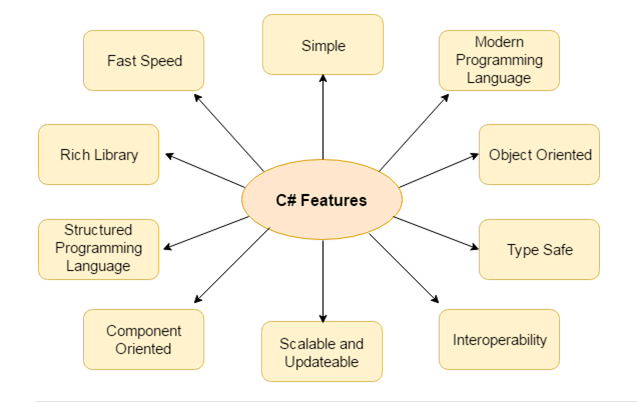 Simple
Modern
Programming
Language
Fast Speed
Rich Library
Object Oriented
C# Features
Structured
Programming
Language
Type Safe
Component
Oriented
Scalable and
Updateable
Interoperability